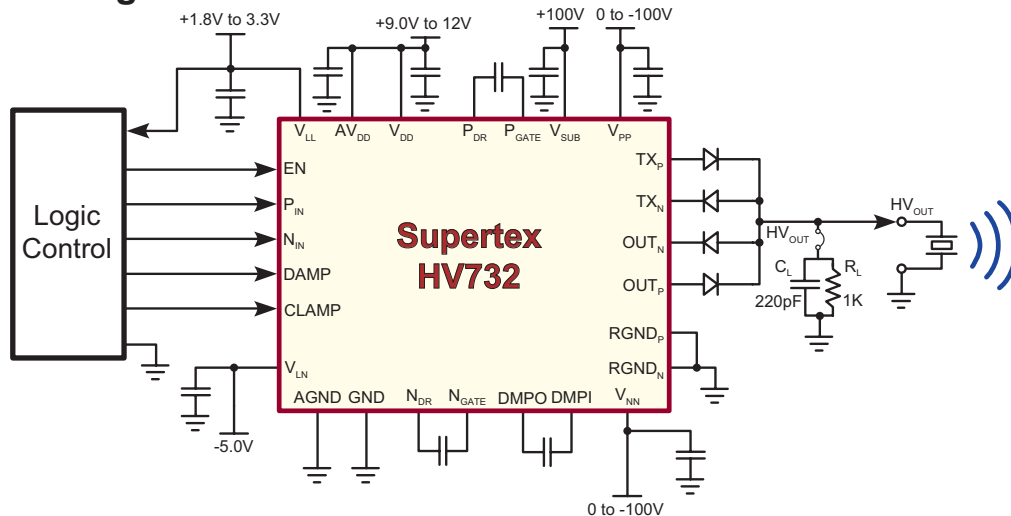 +1.8V to 3.3V
+9.0V to 12V
+100V
0 to -100V
VLL
AVDD
VDD
PDR
PGATE
VSUB
VPP
Logic
Control
EN
PIN
NIN
DAMP
CLAMP
VLN
Supertex
HV732
TXP
TXN
OUTN
OUTP
RGNDP
RGNDN
HVOUT
HVOUT
CL
220pF
RL
1K
AGND
GND
NDR
NGATE
DMPO
DMPI
VNN
-5.0V
0 to -100V